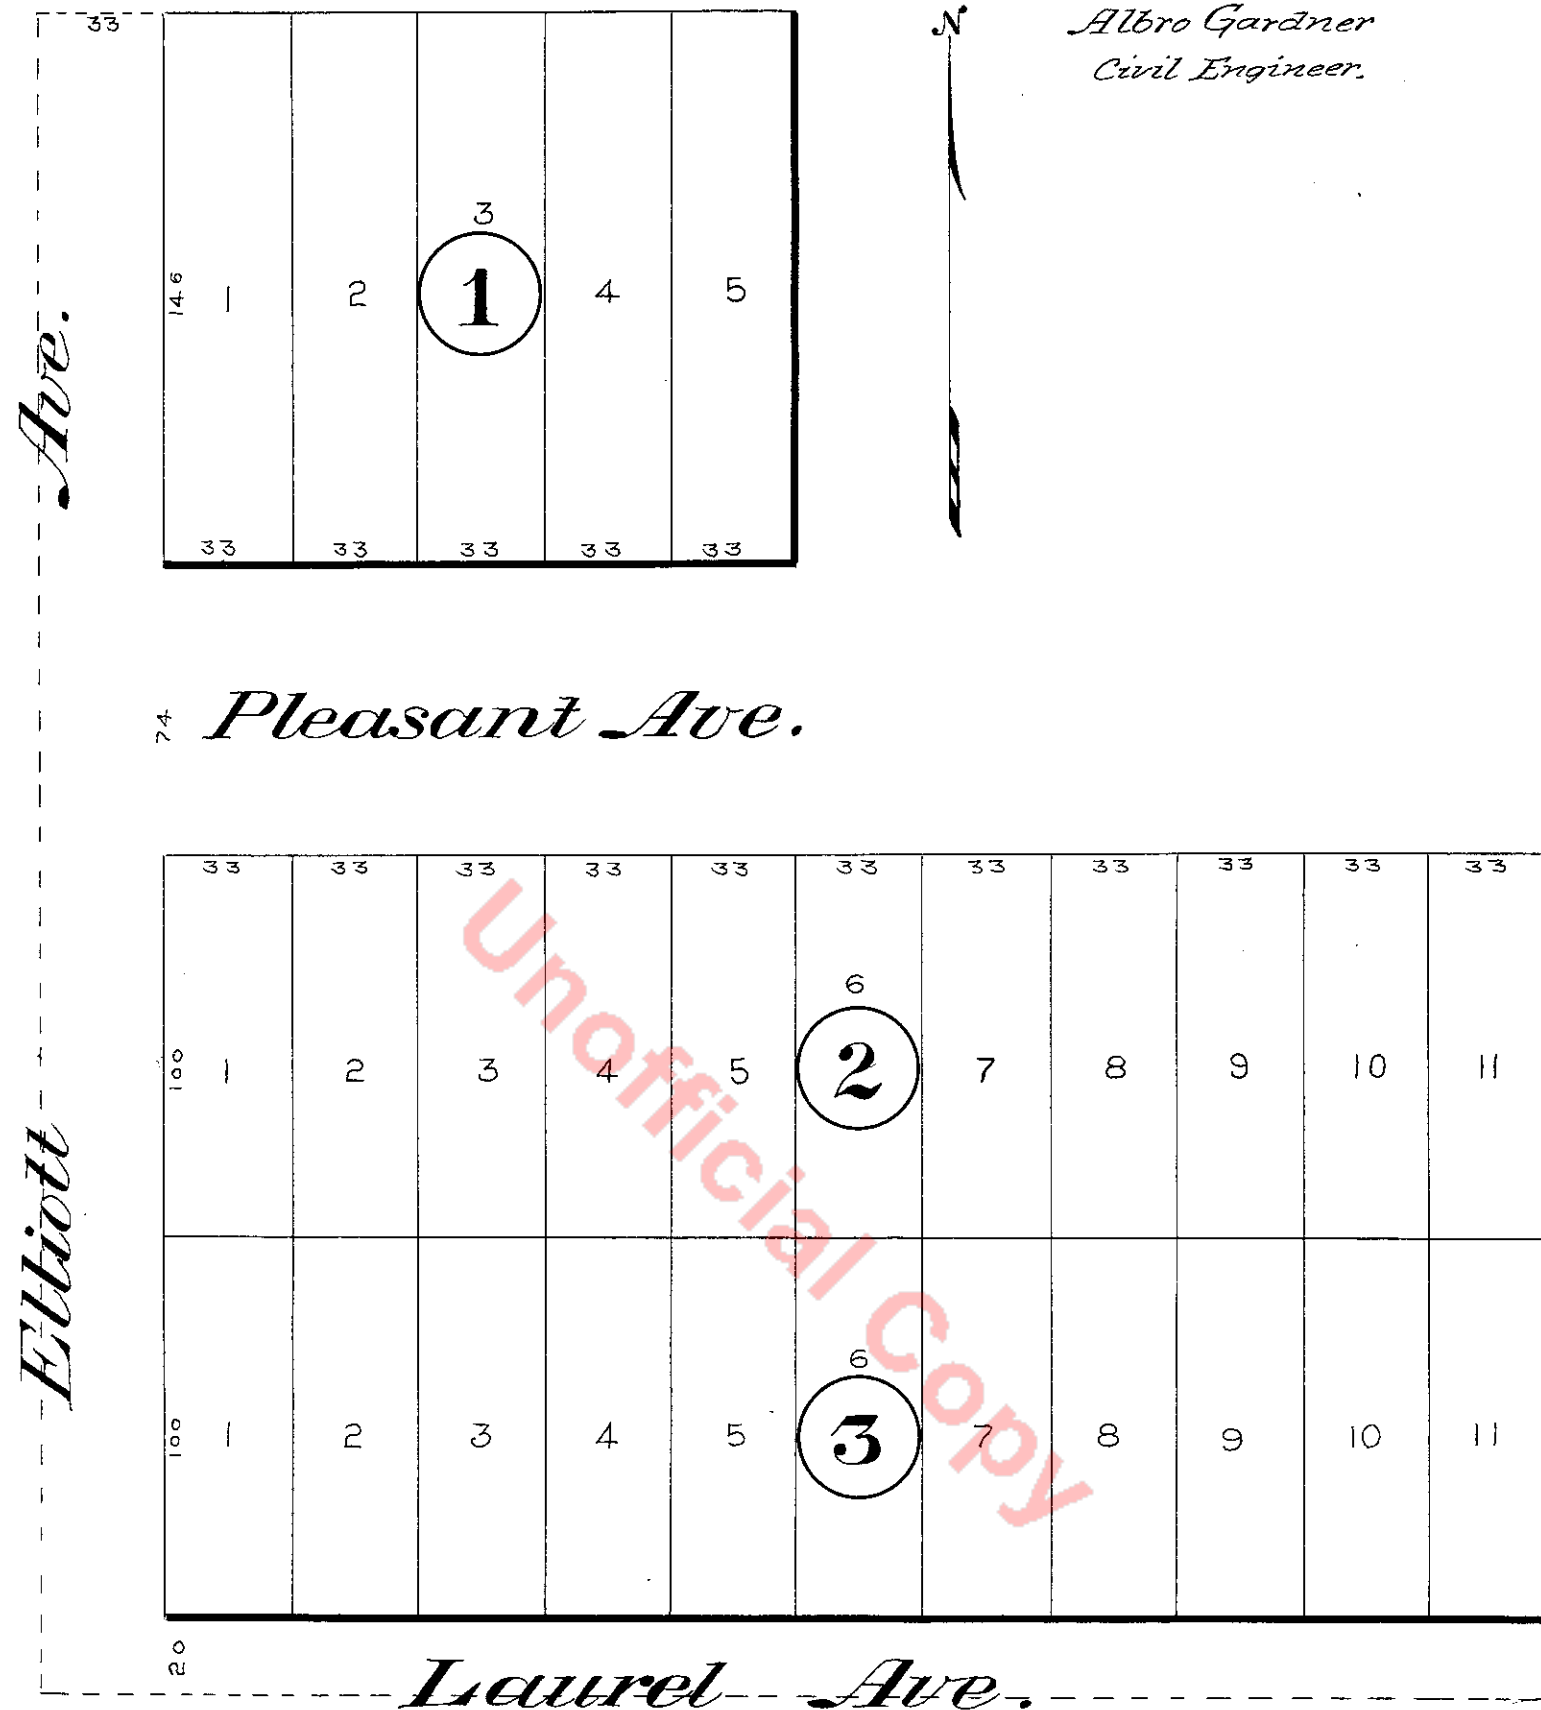 33
N
Albro Gardner
Civil Engineer.
3
146 1 2 1 4 5
33 33 33 33 33
Elliott Ave.
74 Pleasant Ave.
33 33 33 33 33 33 33 33 33 33 33
6
100 1 2 3 4 5 2 7 8 9 10 11
6
100 1 2 3 4 5 3 7 8 9 10 11
20
Laurel Ave.
Unofficial Copy